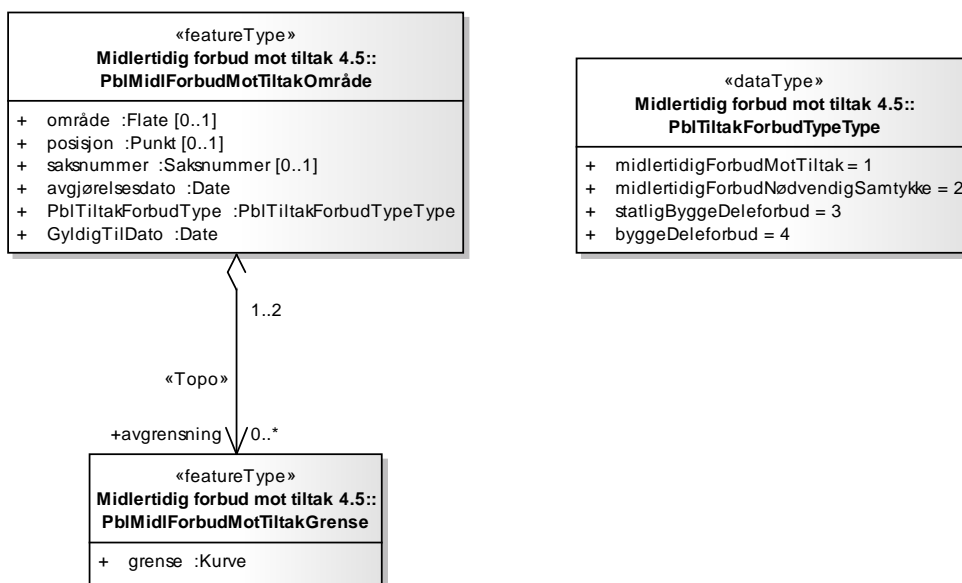 «featureType»
Midlertidig forbud mot tiltak 4.5::
PblMidlForbudMotTiltakOmråde
+ område :Flate [0..1]
+ posisjon :Punkt [0..1]
+ saksnummer :Saksnummer [0..1]
+ avgjørelsesdato :Date
+ PblTiltakForbudType :PblTiltakForbudTypeType
+ GyldigTilDato :Date
«dataType»
Midlertidig forbud mot tiltak 4.5::
PblTiltakForbudTypeType
+ midlertidigForbudMotTiltak = 1
+ midlertidigForbudNødvendigSamtykke = 2
+ statligByggeDeleforbud = 3
+ byggeDeleforbud = 4
1..2
«Topo»
+avgrensning 0..*
«featureType»
Midlertidig forbud mot tiltak 4.5::
PblMidlForbudMotTiltakGrense
+ grense :Kurve